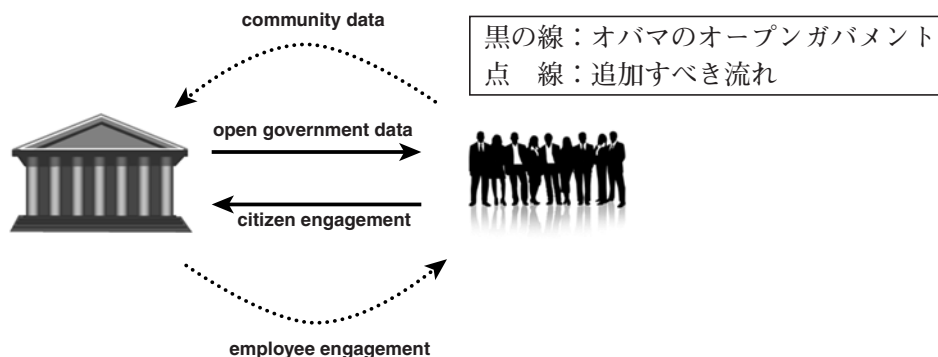 community data
黒の線：オバマのオープンガバメント
点　線：追加すべき流れ
open government data
citizen engagement
employee engagement